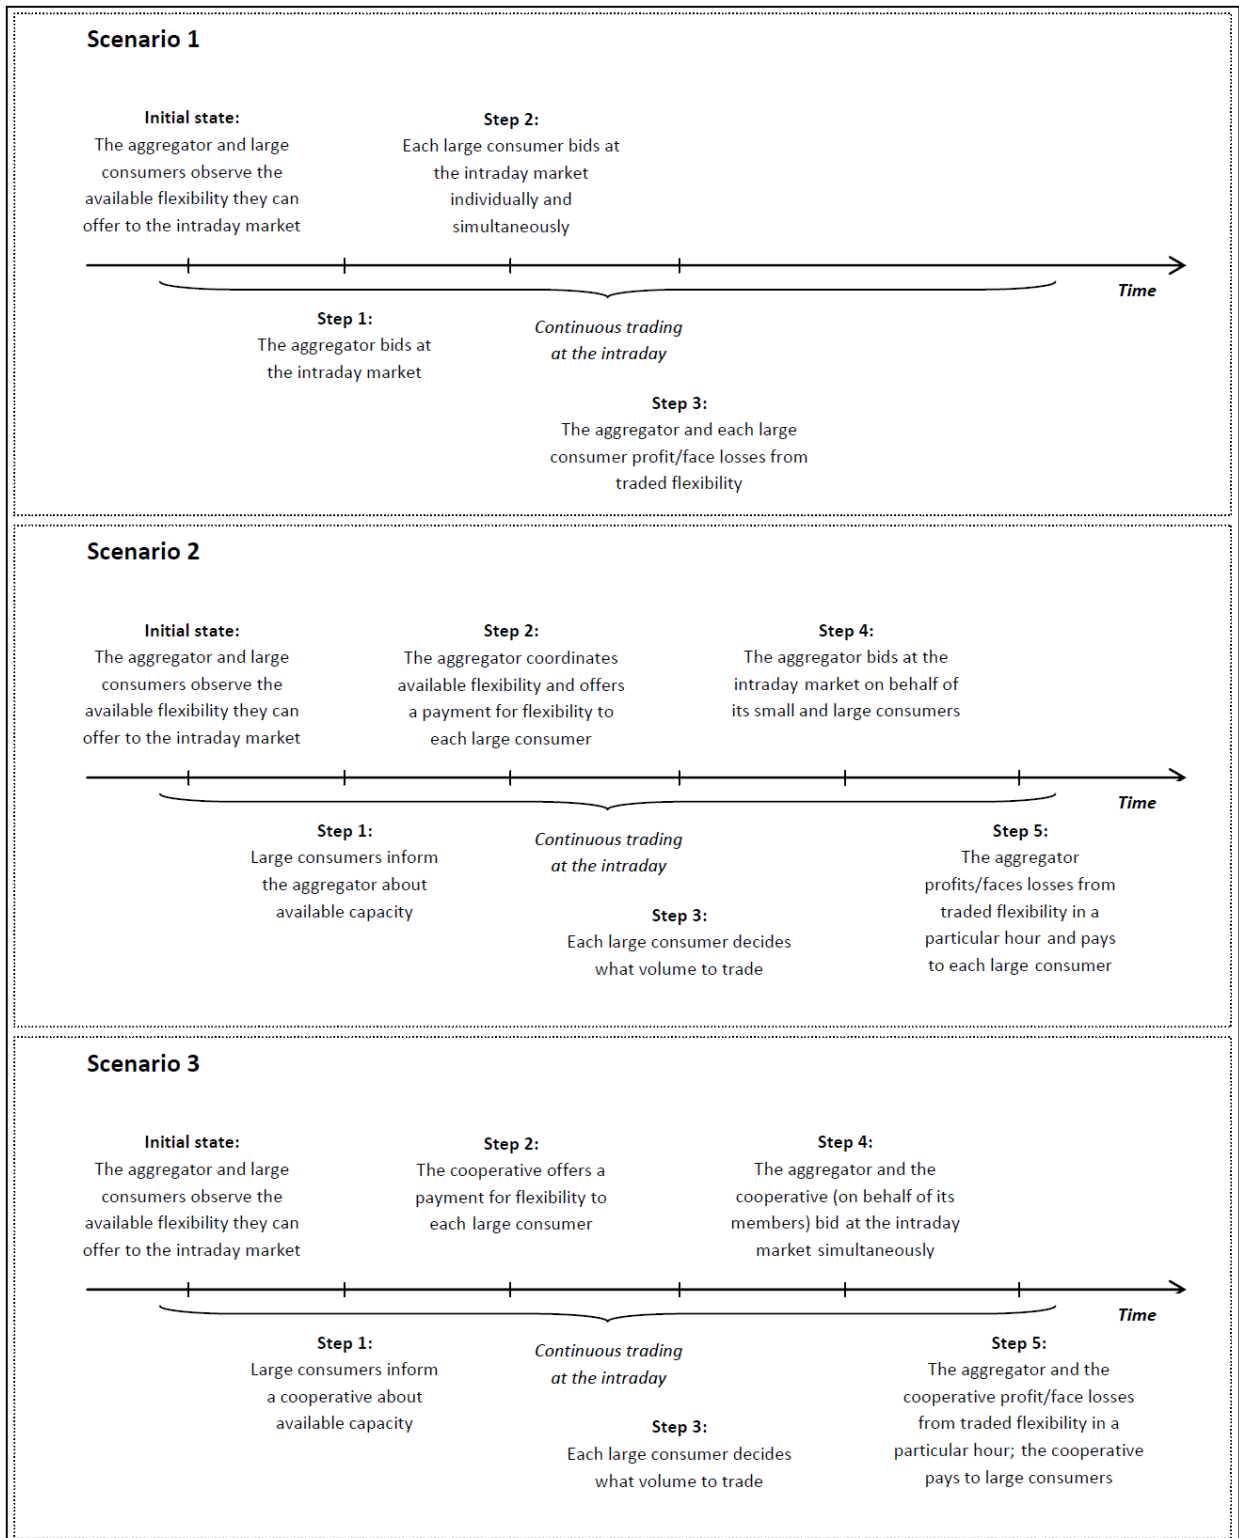 Scenario 1
Initial state:
The aggregator and large
consumers observe the
available flexibility they can
offer to the intraday market
Step 2:
Each large consumer bids at
the intraday market
individually and
simultaneously
Time
Step 1:
The aggregator bids at
the intraday market
Continuous trading
at the intraday
Step 3:
The aggregator and each large
consumer profit/face losses from
traded flexibility
Scenario 2
Initial state:
The aggregator and large
consumers observe the
available flexibility they can
offer to the intraday market
Step 2:
The aggregator coordinates
available flexibility and offers
a payment for flexibility to
each large consumer
Step 4:
The aggregator bids at the
intraday market on behalf of
its small and large consumers
Time
Step 1:
Large consumers inform
the aggregator about
available capacity
Continuous trading
at the intraday
Step 3:
Each large consumer decides
what volume to trade
Step 5:
The aggregator
profits/faces losses from
traded flexibility in a
particular hour and pays
to each large consumer
Scenario 3
Initial state:
The aggregator and large
consumers observe the
available flexibility they can
offer to the intraday market
Step 2:
The cooperative offers a
payment for flexibility to
each large consumer
Step 4:
The aggregator and the
cooperative (on behalf of its
members) bid at the intraday
market simultaneously
Time
Step 1:
Large consumers inform
a cooperative about
available capacity
Continuous trading
at the intraday
Step 3:
Each large consumer decides
what volume to trade
Step 5:
The aggregator and the
cooperative profit/face losses
from traded flexibility in a
particular hour; the cooperative
pays to large consumers